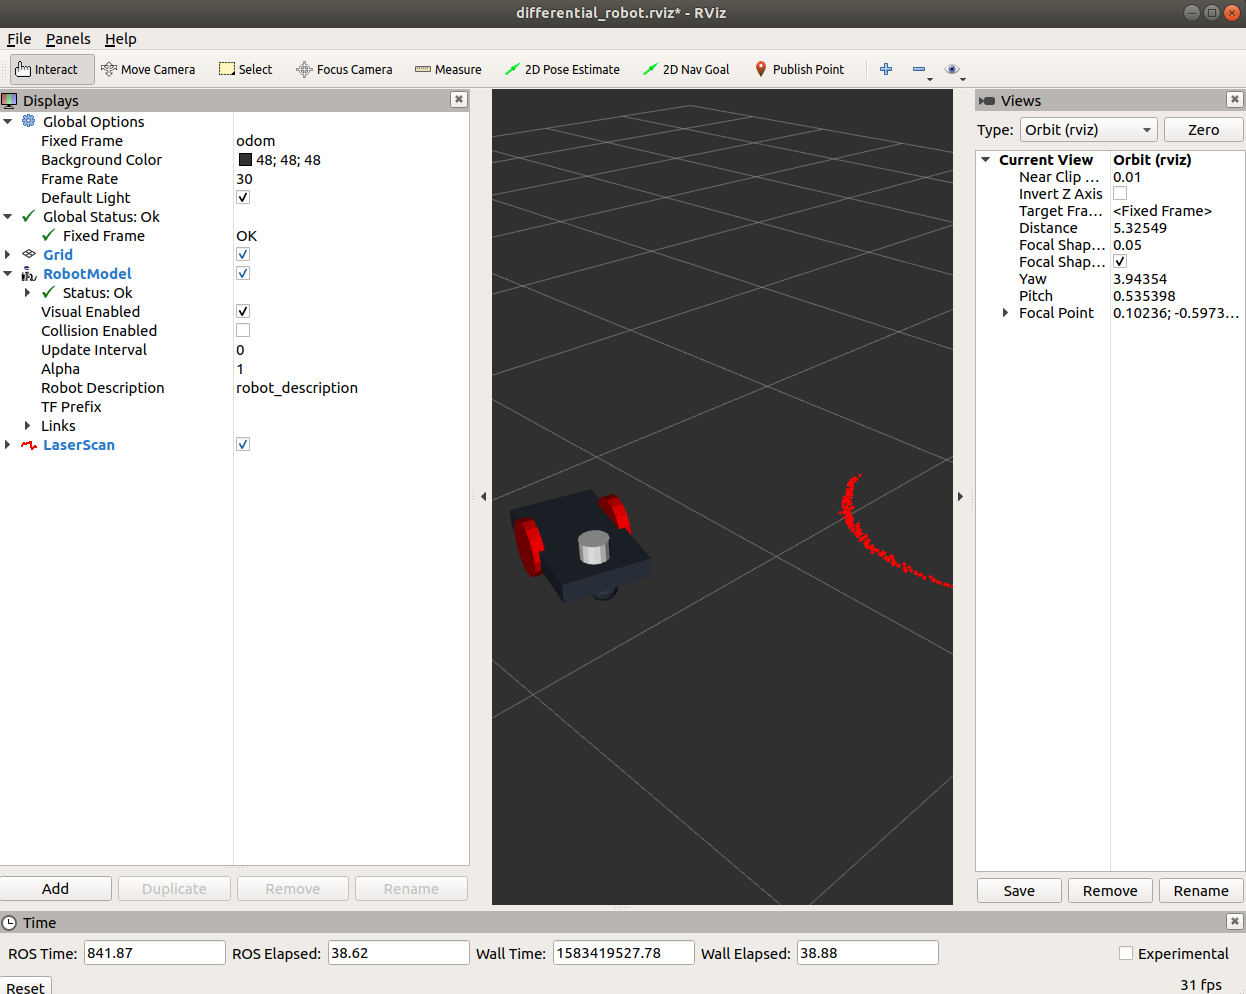 differential_robot.rviz* - RViz
File Panels Help
Interact Move Camera Select Focus Camera Measure 2D Pose Estimate 2D Nav Goal Publish Point
Displays
Global Options
Fixed Frame odom
Background Color 48; 48; 48
Frame Rate 30
Default Light
Global Status: Ok
Fixed Frame OK
Grid
RobotModel
Status: Ok
Visual Enabled
Collision Enabled
Update Interval 0
Alpha 1
Robot Description robot_description
TF Prefix
Links
LaserScan
Add Duplicate Remove Rename
Views
Type: Orbit (rviz) Zero
Current View Orbit (rviz)
Near Clip ... 0.01
Invert Z Axis
Target Fra... <Fixed Frame>
Distance 5.32549
Focal Shap... 0.05
Focal Shap...
Yaw 3.94354
Pitch 0.535398
Focal Point 0.10236; -0.5973...
Save Remove Rename
Time
ROS Time: 841.87 ROS Elapsed: 38.62 Wall Time: 1583419527.78 Wall Elapsed: 38.88 Experimental
Reset 31 fps